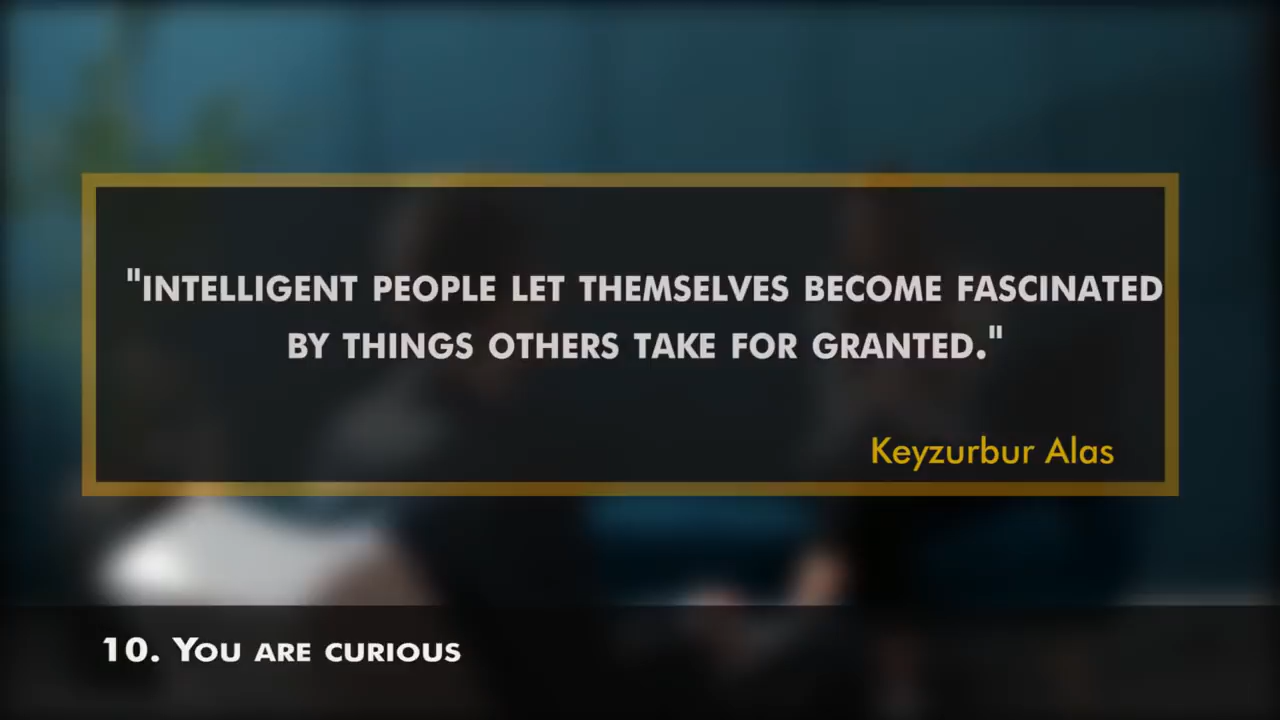 "INTELLIGENT PEOPLE LET THEMSELVES BECOME FASCINATED
BY THINGS OTHERS TAKE FOR GRANTED."
Keyzurbur Alas
10. YOU ARE CURIOUS